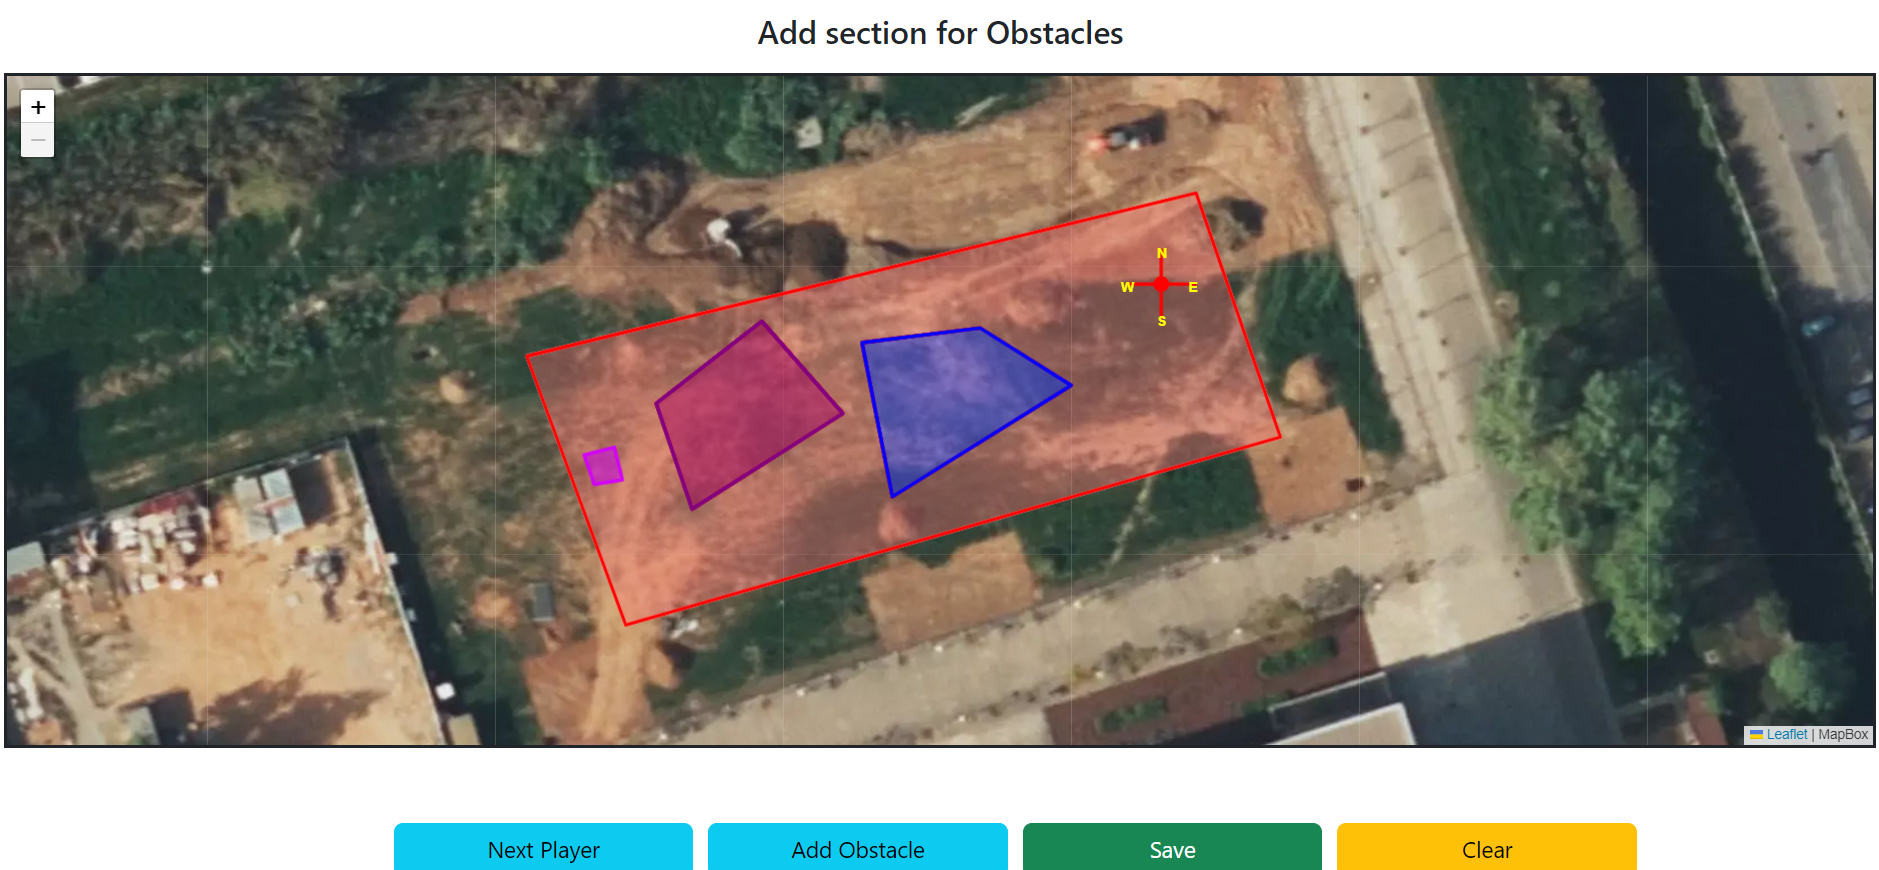 Add section for Obstacles
+
−
N
W E
S
Leaflet | MapBox
Next Player
Add Obstacle
Save
Clear